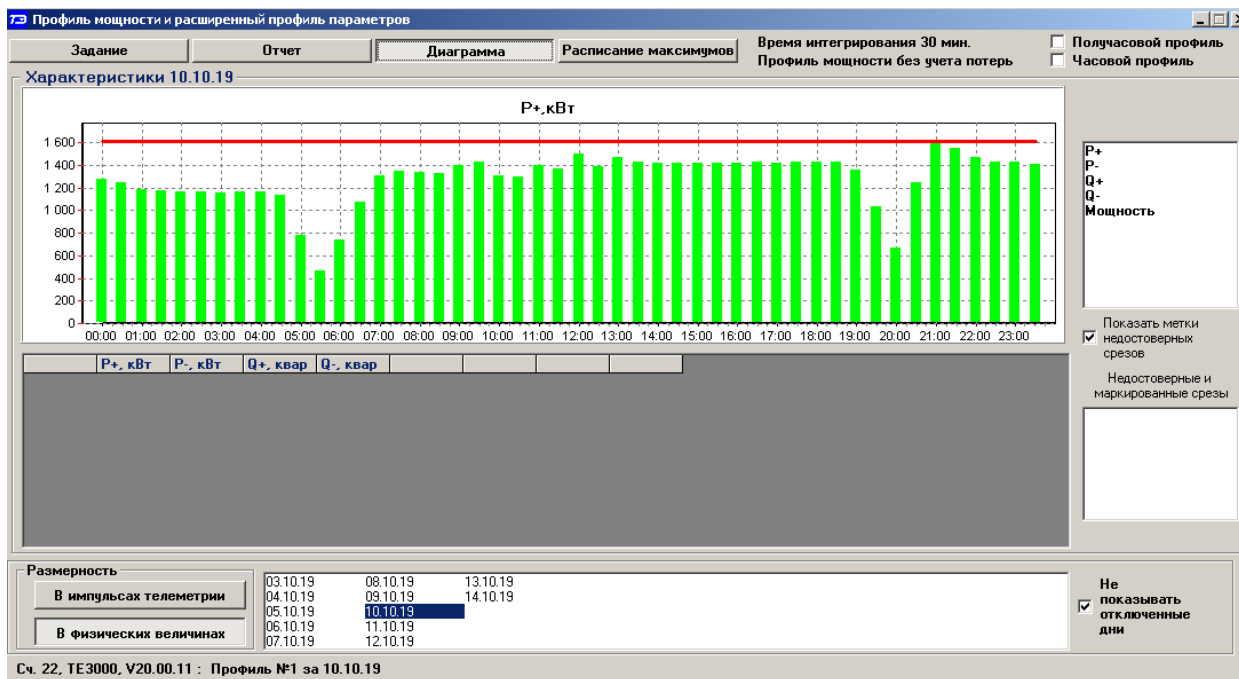 ТЭ Профиль мощности и расширенный профиль параметров
Задание Отчет Диаграмма Расписание максимумов
Время интегрирования 30 мин.
Профиль мощности без учета потерь
Получасовой профиль
Часовой профиль
Характеристики 10.10.19
P+,кВт
1 600
1 400
1 200
1 000
800
600
400
200
0
00:00 01:00 02:00 03:00 04:00 05:00 06:00 07:00 08:00 09:00 10:00 11:00 12:00 13:00 14:00 15:00 16:00 17:00 18:00 19:00 20:00 21:00 22:00 23:00
P+
P-
Q+
Q-
Мощность
Показать метки
недостоверных
срезов
Недостоверные и
маркированные срезы
P+, кВт P-, кВт Q+, квар Q-, квар
Размерность
В импульсах телеметрии
В физических величинах
03.10.19 08.10.19 13.10.19
04.10.19 09.10.19 14.10.19
05.10.19 10.10.19
06.10.19 11.10.19
07.10.19 12.10.19
Не
показывать
отключенные
дни
Сч. 22, TE3000, V20.00.11 : Профиль №1 за 10.10.19